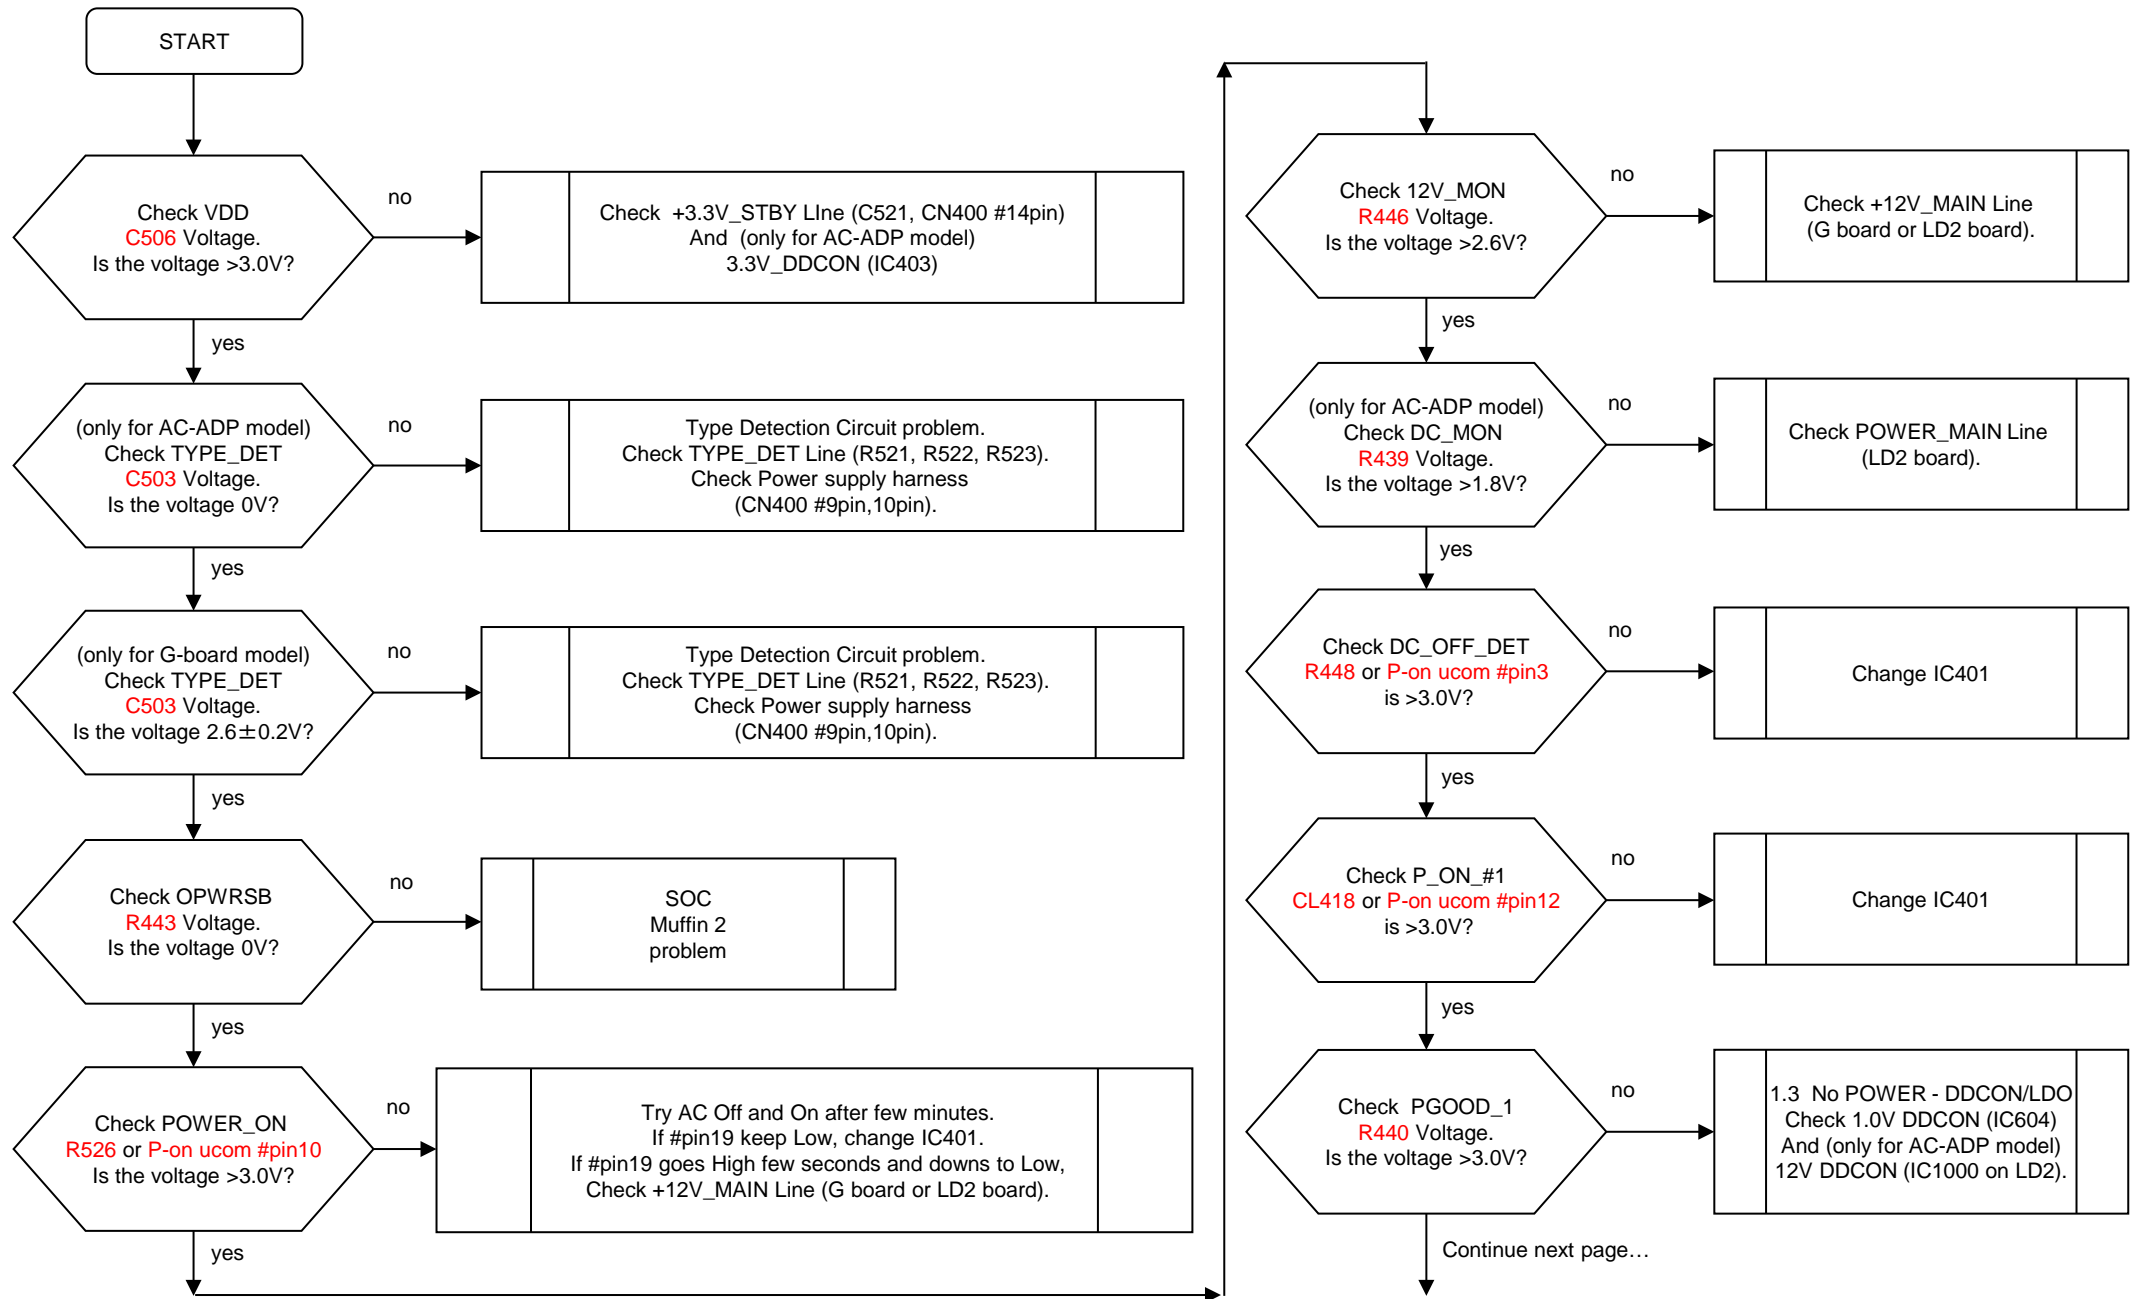 START
Check VDD
C506 Voltage.
Is the voltage >3.0V?
no
Check +3.3V_STBY LIne (C521, CN400 #14pin)
And (only for AC-ADP model)
3.3V_DDCON (IC403)
yes
(only for AC-ADP model)
Check TYPE_DET
C503 Voltage.
Is the voltage 0V?
no
Type Detection Circuit problem.
Check TYPE_DET Line (R521, R522, R523).
Check Power supply harness
(CN400 #9pin,10pin).
yes
(only for G-board model)
Check TYPE_DET
C503 Voltage.
Is the voltage 2.6±0.2V?
no
Type Detection Circuit problem.
Check TYPE_DET Line (R521, R522, R523).
Check Power supply harness
(CN400 #9pin,10pin).
yes
Check OPWRSB
R443 Voltage.
Is the voltage 0V?
no
SOC
Muffin 2
problem
yes
Check POWER_ON
R526 or P-on ucom #pin10
Is the voltage >3.0V?
no
Try AC Off and On after few minutes.
If #pin19 keep Low, change IC401.
If #pin19 goes High few seconds and downs to Low,
Check +12V_MAIN Line (G board or LD2 board).
yes
Check 12V_MON
R446 Voltage.
Is the voltage >2.6V?
no
Check +12V_MAIN Line
(G board or LD2 board).
yes
(only for AC-ADP model)
Check DC_MON
R439 Voltage.
Is the voltage >1.8V?
no
Check POWER_MAIN Line
(LD2 board).
yes
Check DC_OFF_DET
R448 or P-on ucom #pin3
is >3.0V?
no
Change IC401
yes
Check P_ON_#1
CL418 or P-on ucom #pin12
is >3.0V?
no
Change IC401
yes
Check PGOOD_1
R440 Voltage.
Is the voltage >3.0V?
no
1.3 No POWER - DDCON/LDO
Check 1.0V DDCON (IC604)
And (only for AC-ADP model)
12V DDCON (IC1000 on LD2).
Continue next page…